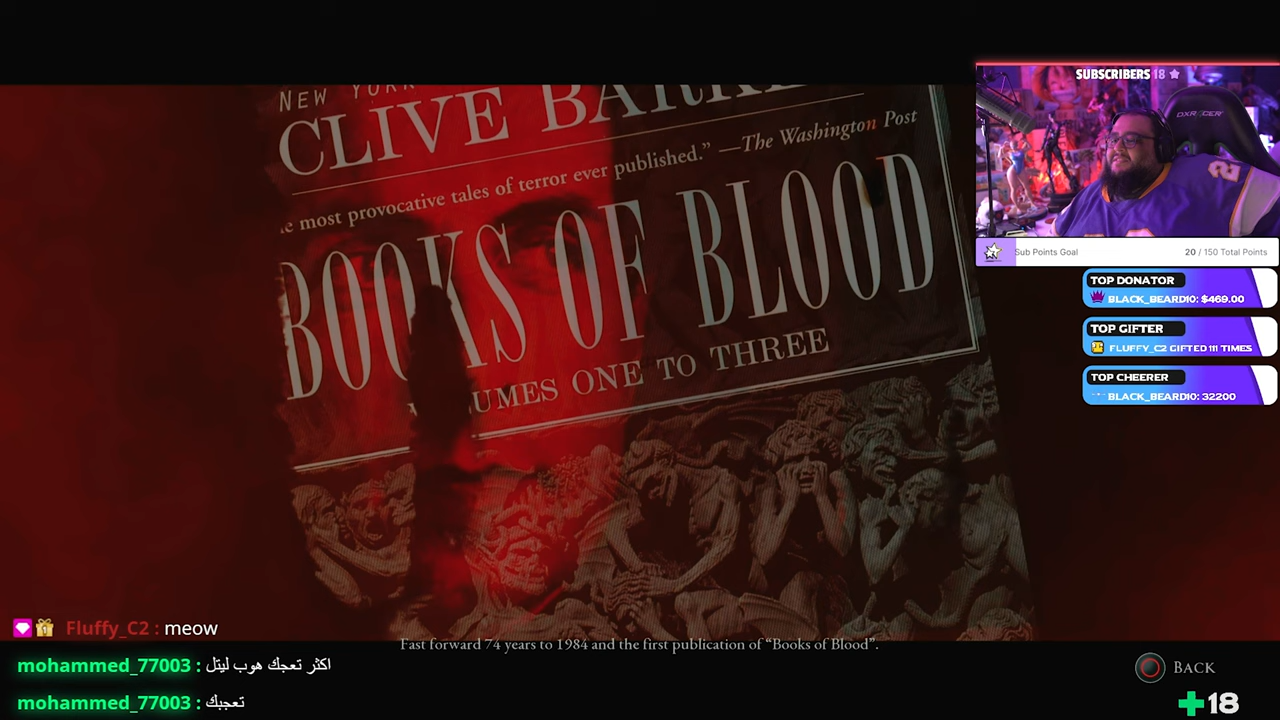 NEW YORK
CLIVE BARK
e most provocative tales of terror ever published.” —The Washington Post
BOOKS OF BLOOD
UMES ONE TO THREE
SUBSCRIBERS 18
DXRACER
2
Sub Points Goal 20 / 150 Total Points
TOP DONATOR
BLACK_BEARD10: $469.00
TOP GIFTER
FLUFFY_C2 GIFTED 111 TIMES
TOP CHEERER
BLACK_BEARD10: 32200
Fluffy_C2 : meow
Fast forward 74 years to 1984 and the first publication of “Books of Blood”.
mohammed_77003 : اكثر تعجك هوب ليتل
mohammed_77003 : تعجبك
BACK
+18